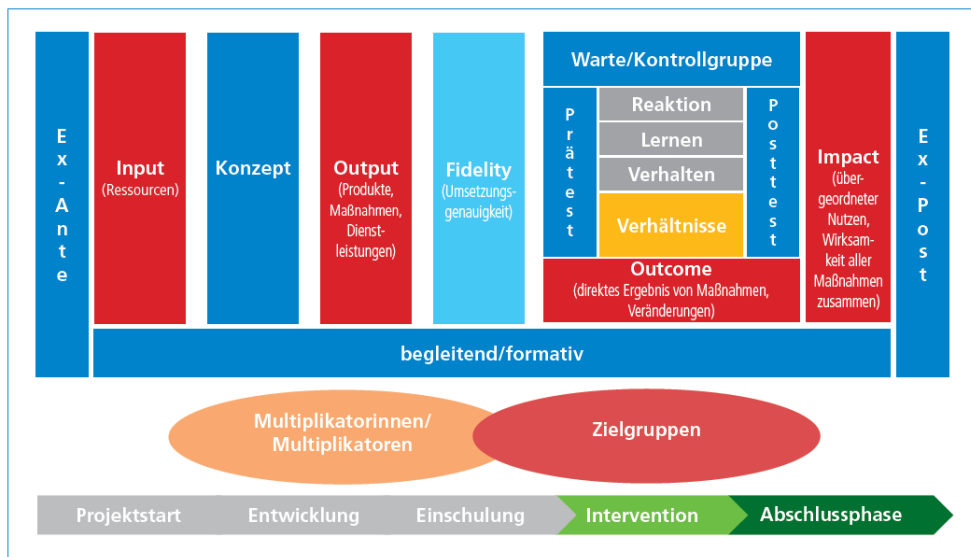 Ex-Ante
Input
(Ressourcen)
Konzept
Output
(Produkte,
Maßnahmen,
Dienst-
leistungen)
Fidelity
(Umsetzungs-
genauigkeit)
Warte/Kontrollgruppe
Prätest
Reaktion
Lernen
Verhalten
Verhältnisse
Posttest
Outcome
(direktes Ergebnis von Maßnahmen,
Veränderungen)
Impact
(über-
geordneter
Nutzen,
Wirksam-
keit aller
Maßnahmen
zusammen)
Ex-Post
begleitend/formativ
Multiplikatorinnen/
Multiplikatoren
Zielgruppen
Projektstart
Entwicklung
Einschulung
Intervention
Abschlussphase